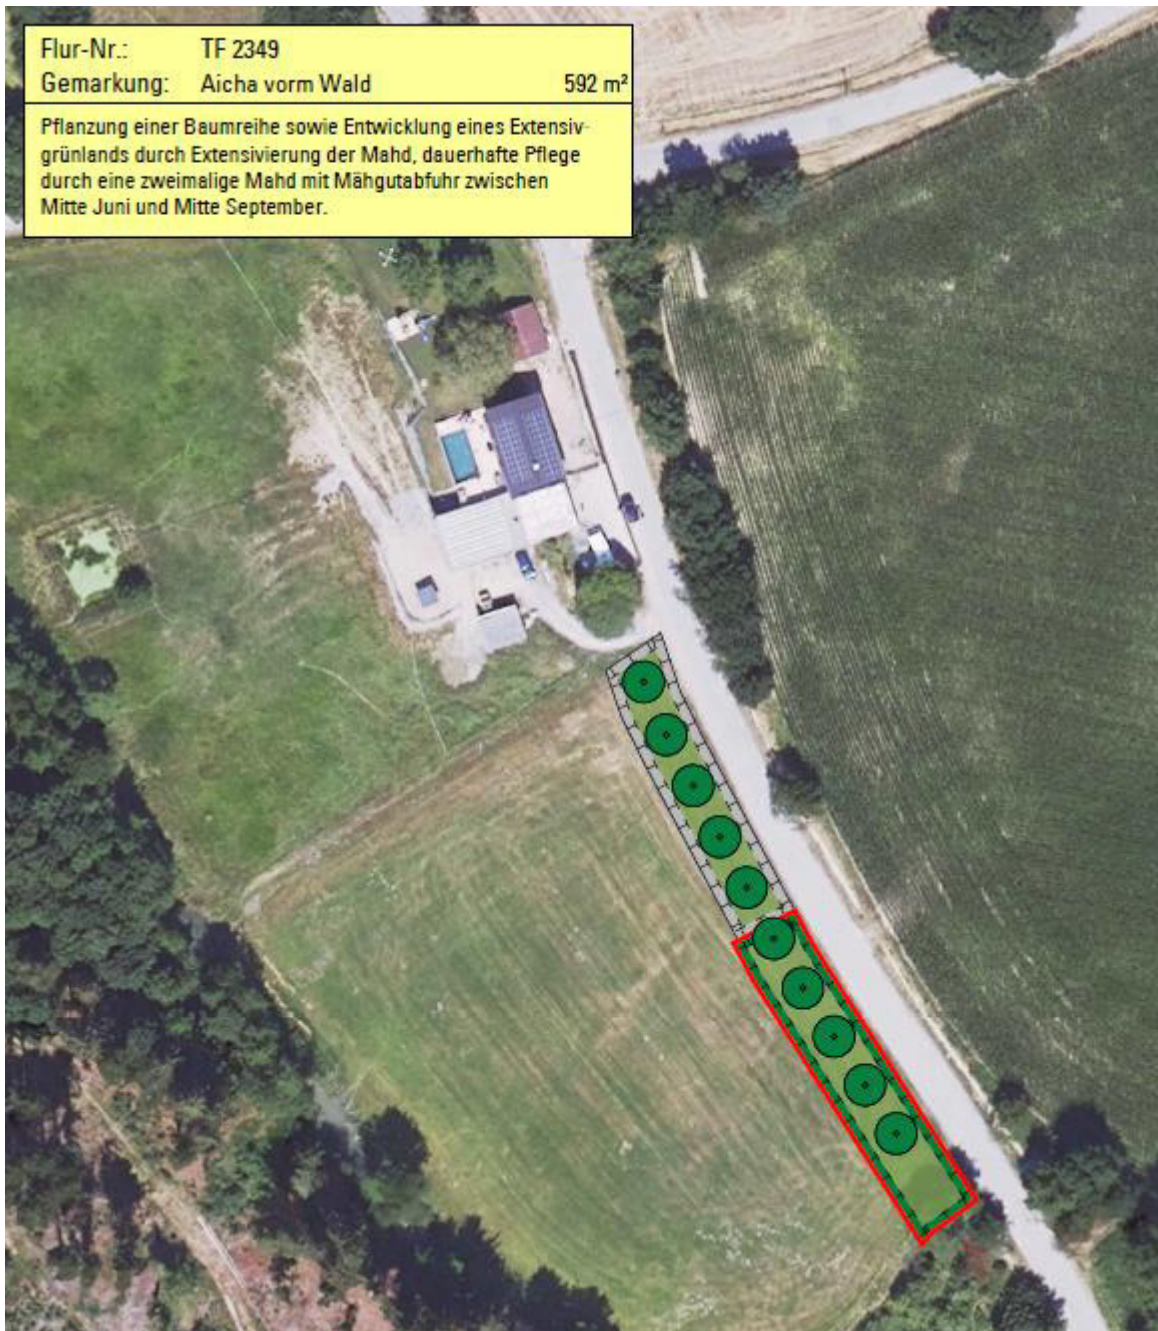 Flur-Nr.: TF 2349
Gemarkung: Aicha vorm Wald 592 m²
Pflanzung einer Baumreihe sowie Entwicklung eines Extensiv-
grünlands durch Extensivierung der Mahd, dauerhafte Pflege
durch eine zweimalige Mahd mit Mähgutabfuhr zwischen
Mitte Juni und Mitte September.